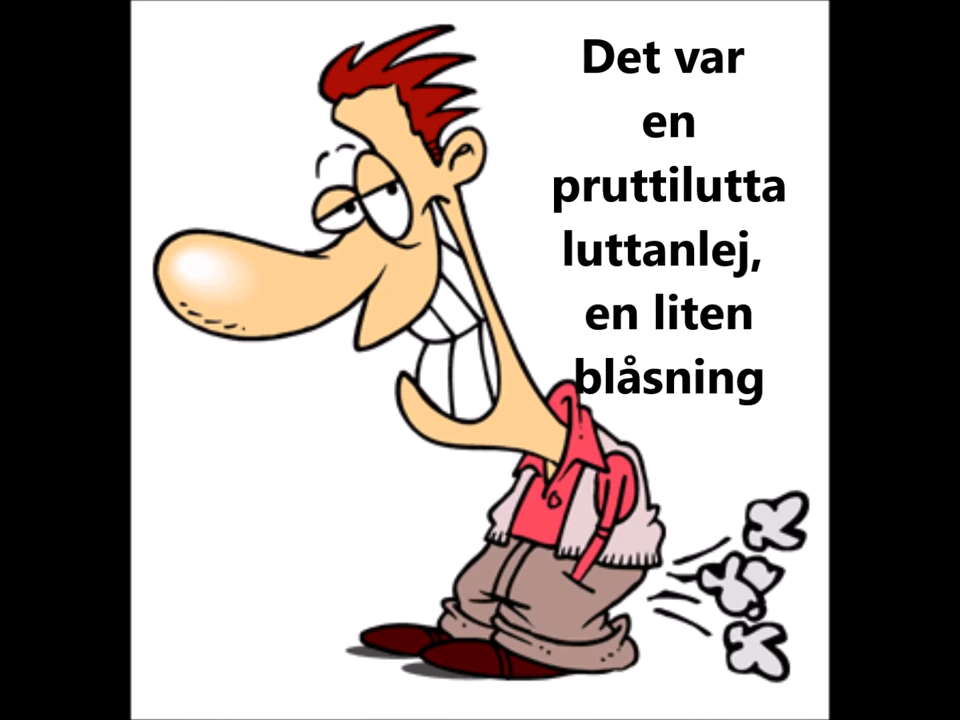 Det var
en
pruttilutta
luttanlej,
en liten
blåsning